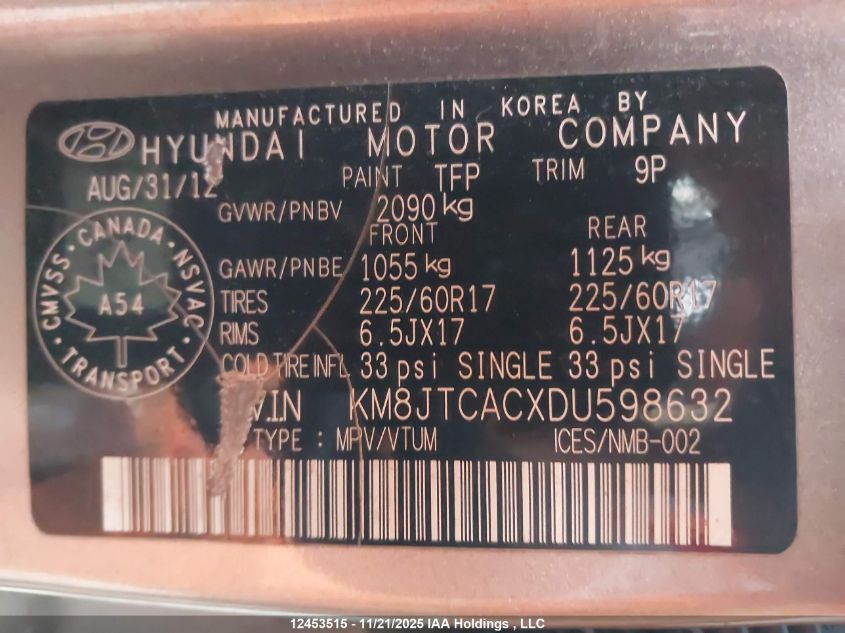 MANUFACTURED IN KOREA BY
HYUNDAI MOTOR COMPANY
AUG/31/12 PAINT TFP TRIM 9P
GVWR/PNBV 2090 kg
FRONT REAR
GAWR/PNBE 1055 kg 1125 kg
TIRES 225/60R17 225/60R17
RIMS 6.5JX17 6.5JX17
COLD TIRE INFL 33 psi SINGLE 33 psi SINGLE
V.I.N KM8JTCACXDU598632
TYPE : MPV/VTUM ICES/NMB-002
CMVSS · CANADA · NSVAC · TRANSPORT ·
A54
12453515 - 11/21/2025 IAA Holdings , LLC